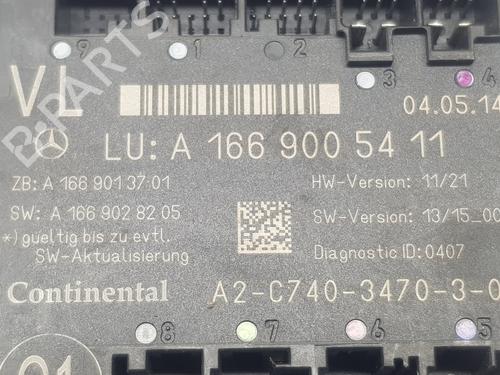 9 1 2
3 4
VL
04.05.14
LU: A 166 900 54 11
ZB: A 166 901 37 01
HW-Version: 11/21
SW: A 166 902 82 05
SW-Version: 13/15_00
*) gueltig bis zu evtl.
SW-Aktualisierung
Diagnostic ID: 0407
Continental A2-C740-3470-3-0
8 7 6 5
01
B-PARTS